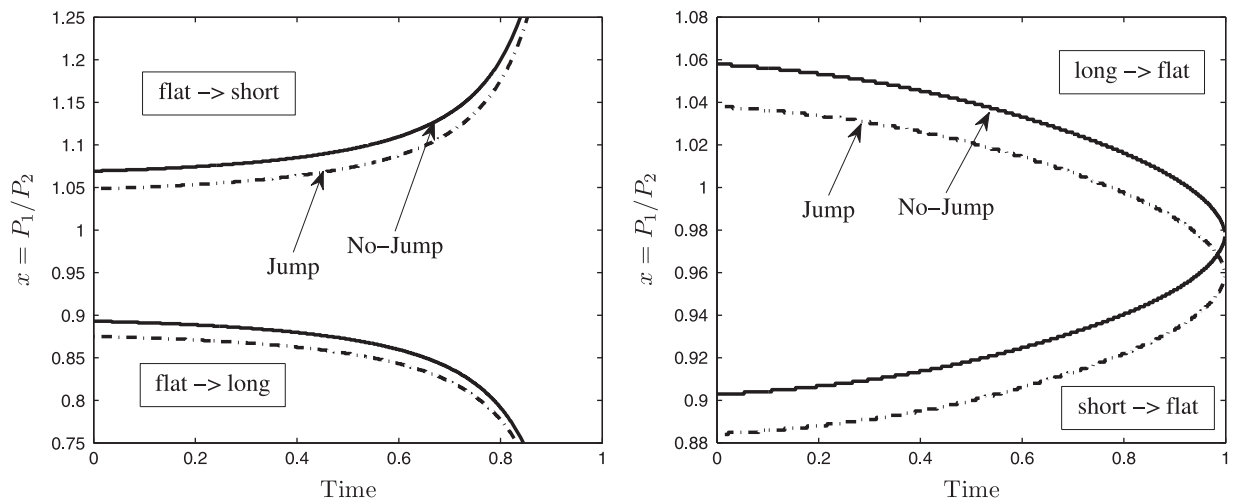 1.25
1.2
1.15
1.1
1.05
1
0.95
0.9
0.85
0.8
0.75
x = P1/P2
flat −> short
No−Jump
Jump
flat −> long
0 0.2 0.4 0.6 0.8 1
Time
1.08
1.06
1.04
1.02
1
0.98
0.96
0.94
0.92
0.9
0.88
x = P1/P2
long −> flat
Jump
No−Jump
short −> flat
0 0.2 0.4 0.6 0.8 1
Time